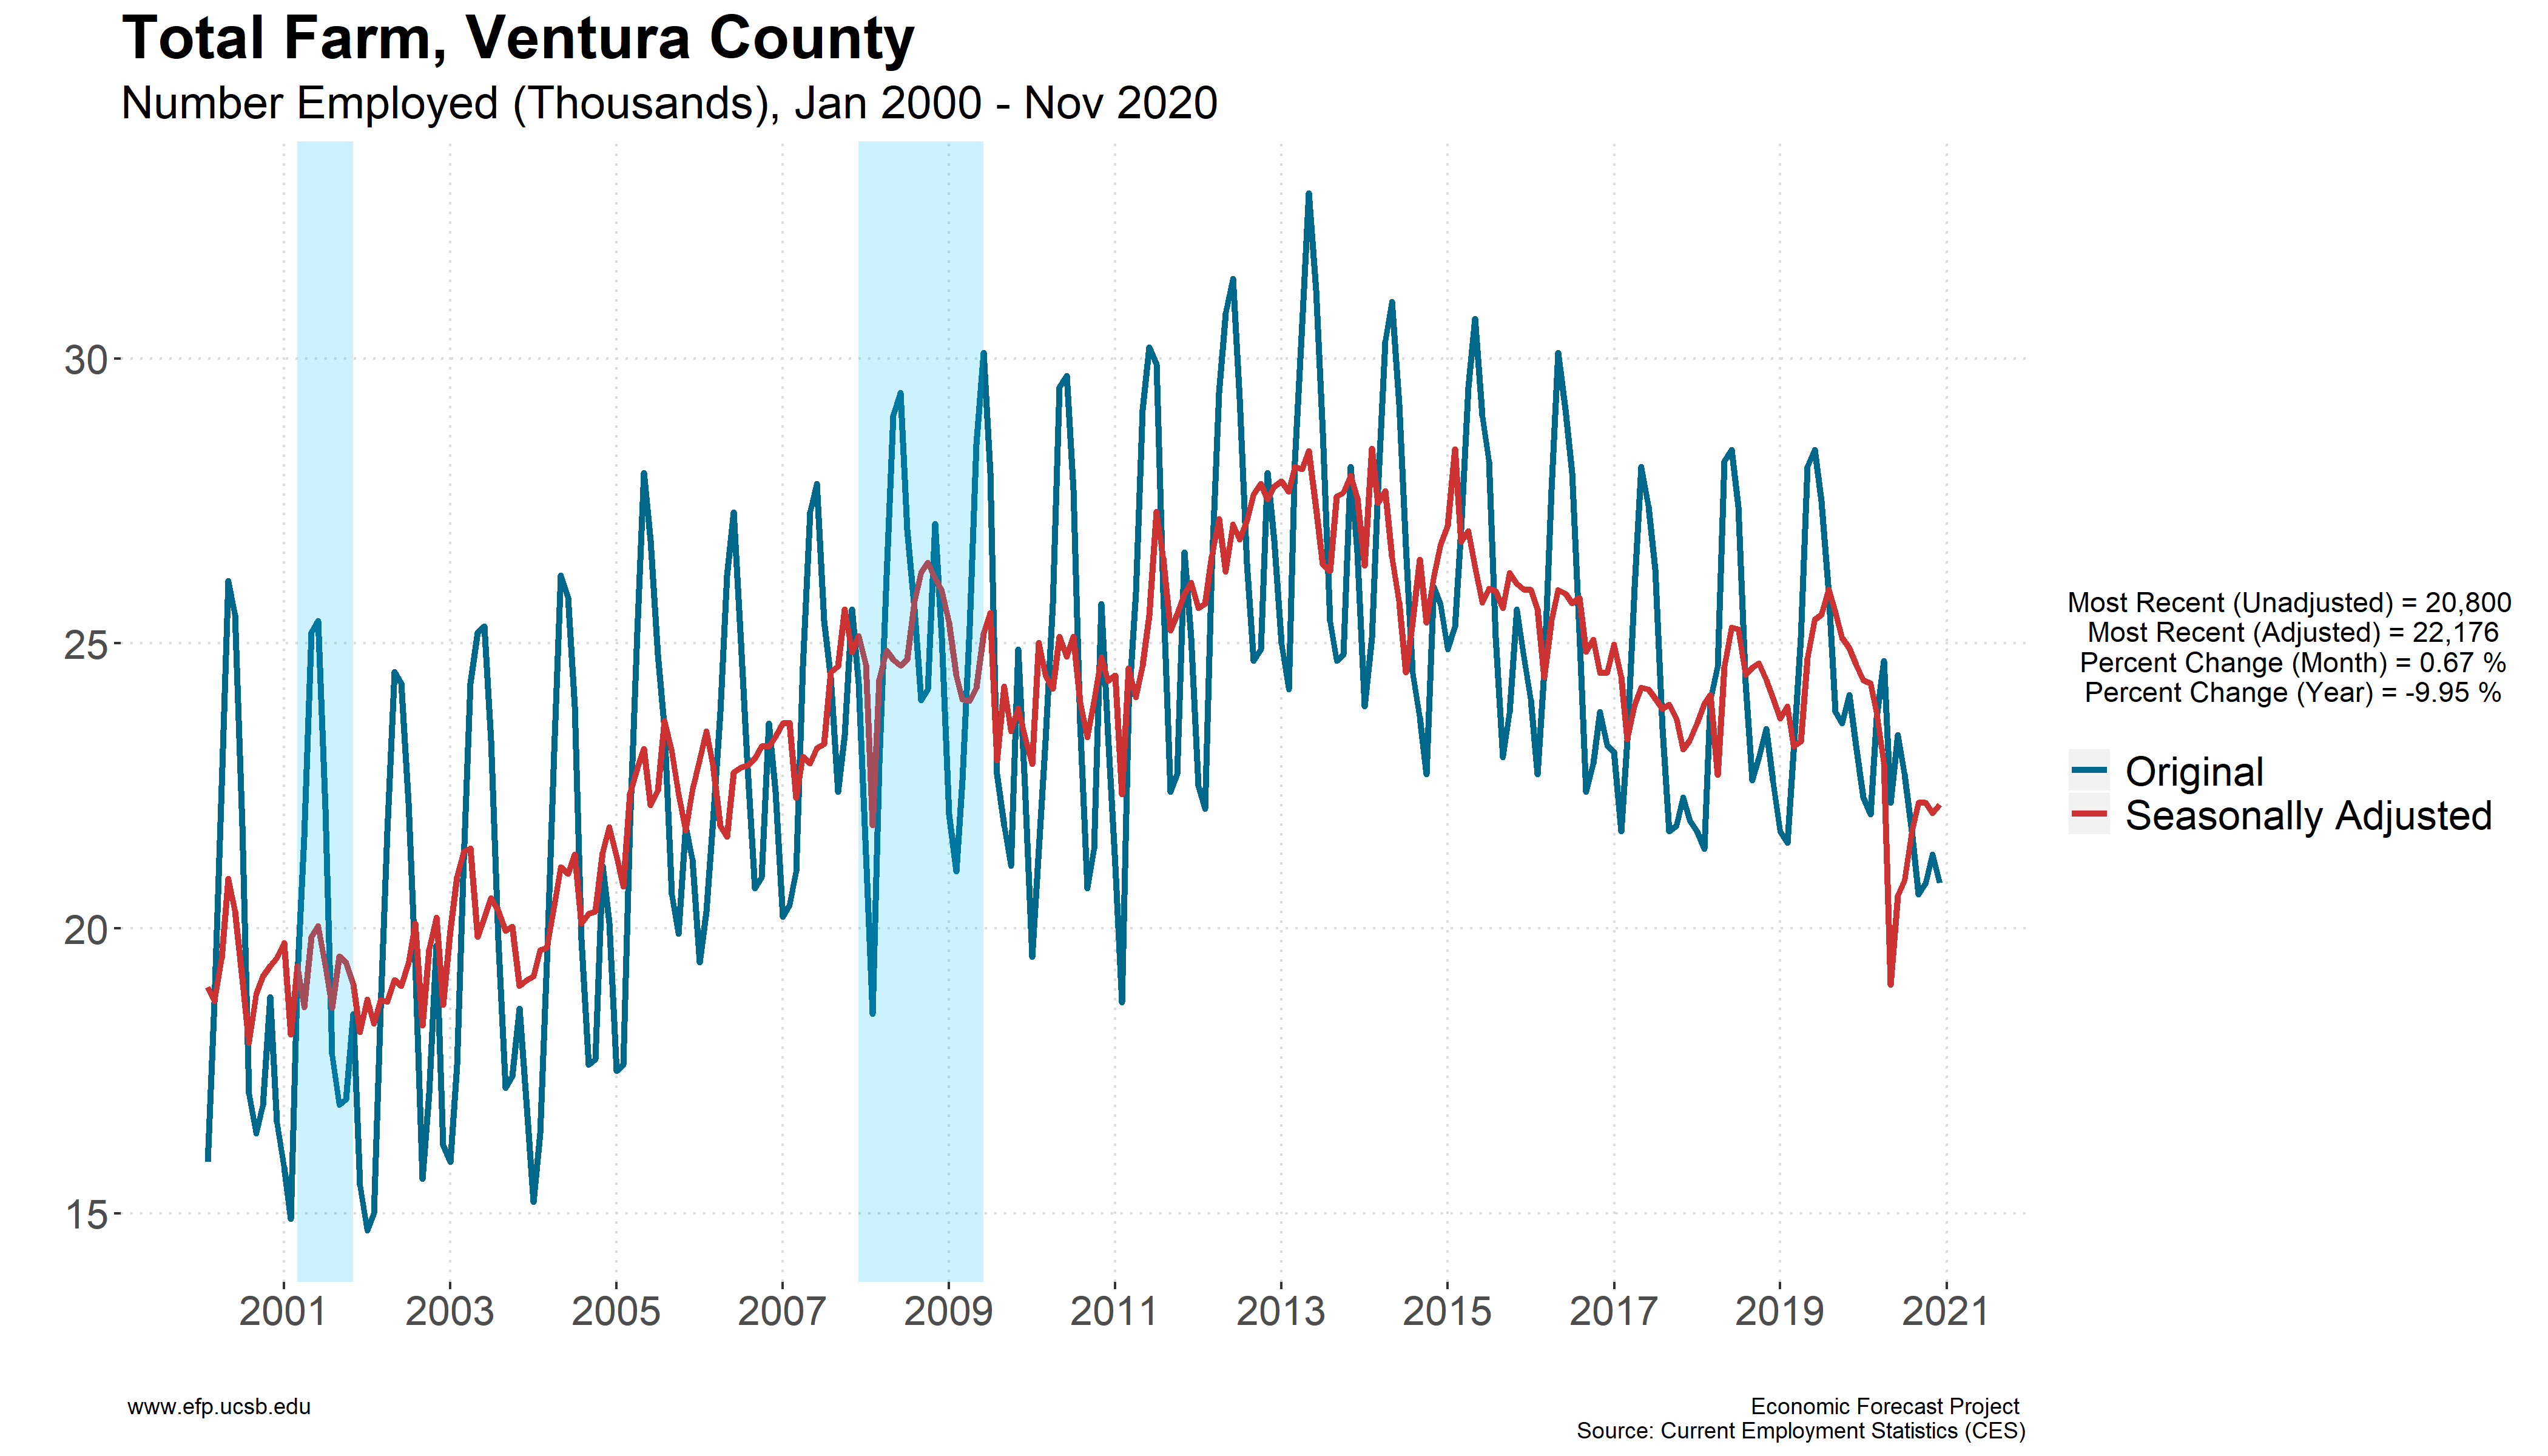 Total Farm, Ventura County
Number Employed (Thousands), Jan 2000 - Nov 2020
30
25
20
15
2001 2003 2005 2007 2009 2011 2013 2015 2017 2019 2021
Most Recent (Unadjusted) = 20,800
Most Recent (Adjusted) = 22,176
Percent Change (Month) = 0.67 %
Percent Change (Year) = -9.95 %
Original
Seasonally Adjusted
www.efp.ucsb.edu
Economic Forecast Project
Source: Current Employment Statistics (CES)